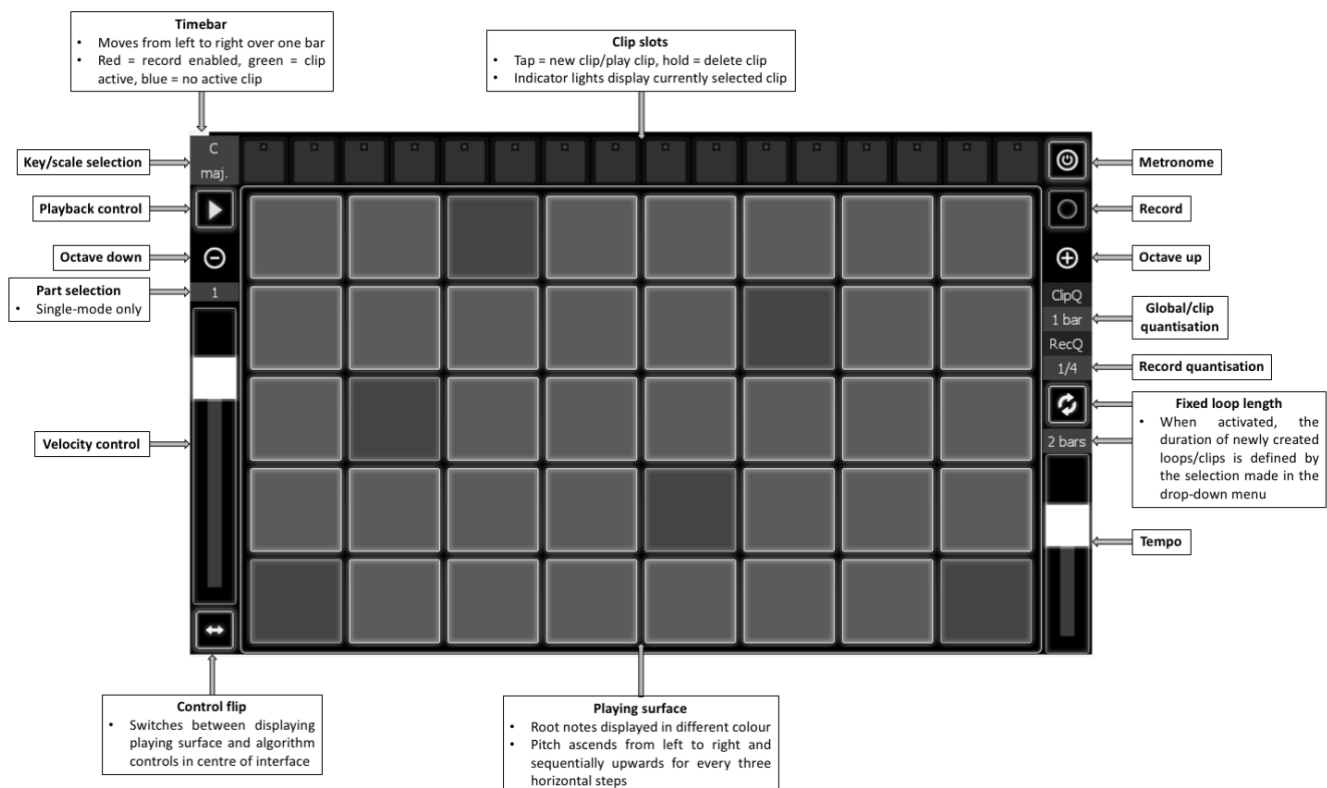 Timebar
• Moves from left to right over one bar
• Red = record enabled, green = clip
active, blue = no active clip
Clip slots
• Tap = new clip/play clip, hold = delete clip
• Indicator lights display currently selected clip
Key/scale selection
C
maj.
Metronome
Playback control
Record
Octave down
Octave up
Part selection
• Single-mode only
1
ClipQ
1 bar
RecQ
1/4
Global/clip
quantisation
Record quantisation
Velocity control
2 bars
Fixed loop length
• When activated, the
duration of newly created
loops/clips is defined by
the selection made in the
drop-down menu
Tempo
Control flip
• Switches between displaying
playing surface and algorithm
controls in centre of interface
Playing surface
• Root notes displayed in different colour
• Pitch ascends from left to right and
sequentially upwards for every three
horizontal steps